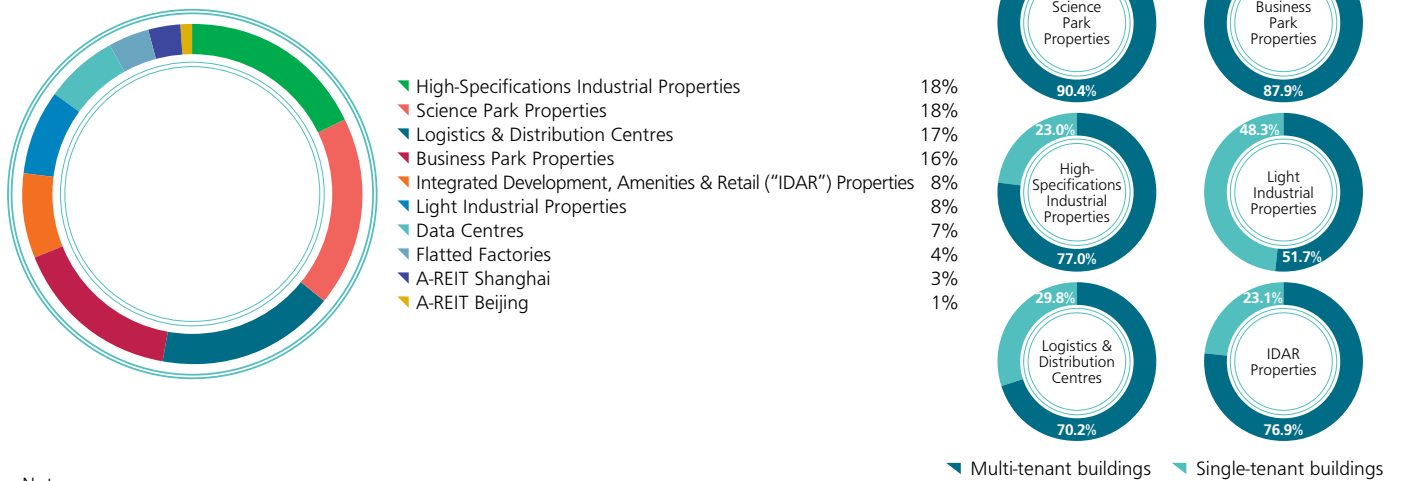 High-Specifications Industrial Properties 18%
Science Park Properties 18%
Logistics & Distribution Centres 17%
Business Park Properties 16%
Integrated Development, Amenities & Retail (“IDAR”) Properties 8%
Light Industrial Properties 8%
Data Centres 7%
Flatted Factories 4%
A-REIT Shanghai 3%
A-REIT Beijing 1%
Science
Park
Properties
90.4%
Business
Park
Properties
87.9%
23.0%
High-
Specifications
Industrial
Properties
77.0%
48.3%
Light
Industrial
Properties
51.7%
29.8%
Logistics &
Distribution
Centres
70.2%
23.1%
IDAR
Properties
76.9%
Multi-tenant buildings Single-tenant buildings